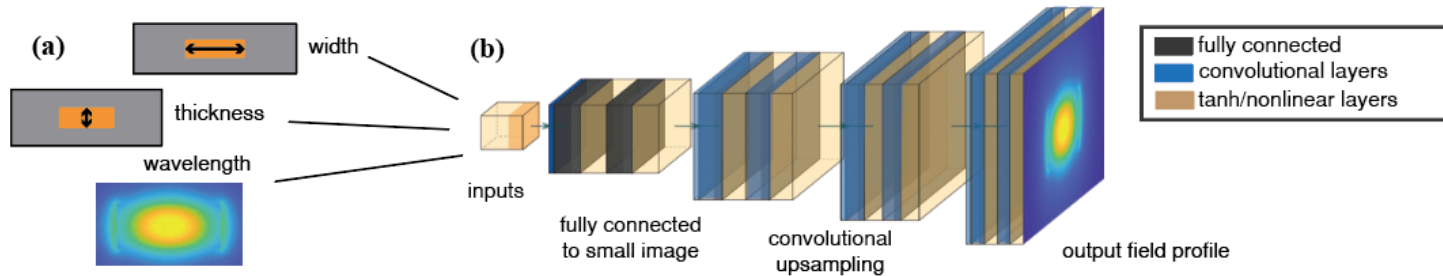 (a)
width
thickness
wavelength
(b)
inputs
fully connected
to small image
convolutional
upsampling
output field profile
fully connected
convolutional layers
tanh/nonlinear layers